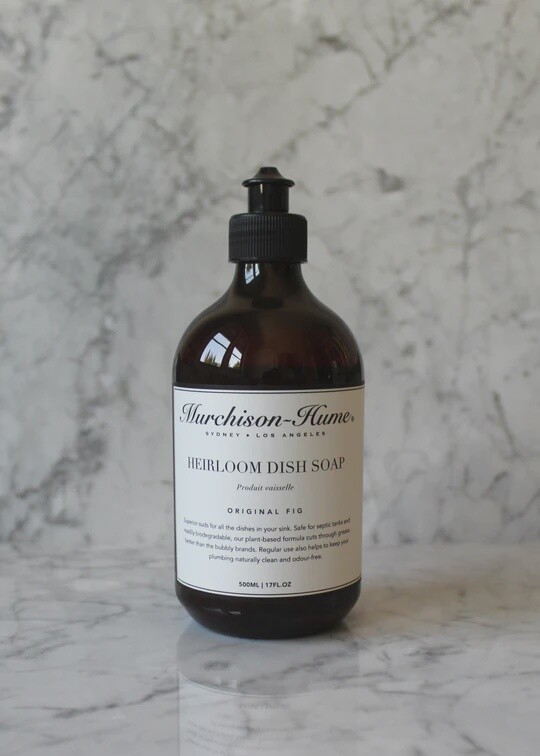 Murchison-Hume®
SYDNEY • LOS ANGELES
HEIRLOOM DISH SOAP
Produit vaisselle
ORIGINAL FIG
Superior suds for all the dishes in your sink. Safe for septic tanks and
readily biodegradable, our plant-based formula cuts through grease
better than the bubbly brands. Regular use also helps to keep your
plumbing naturally clean and odour-free.
500ML | 17FL.OZ